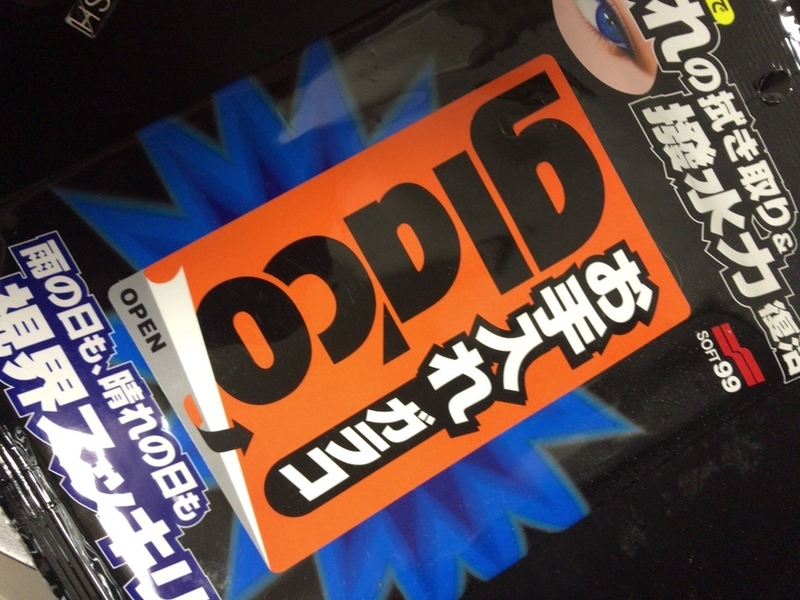 glaco
お手入れ
ガラコ
OPEN
SOFT99
れの拭き取り&
撥水力 復活
雨の日も、晴れの日も
視界スッキリ